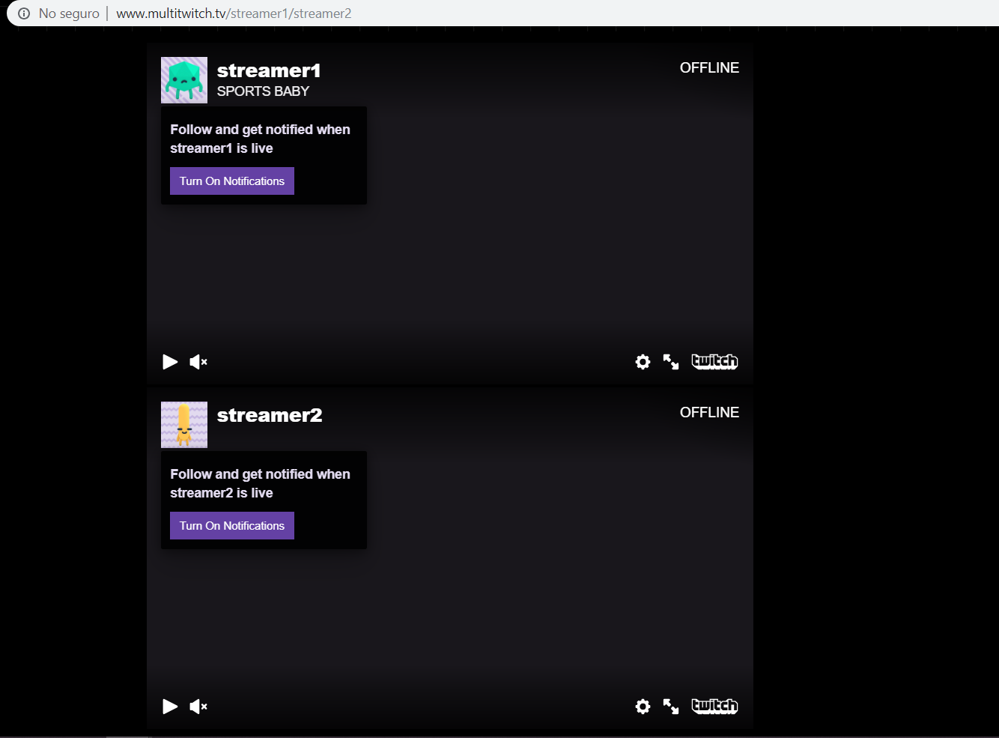 No seguro | www.multitwitch.tv/streamer1/streamer2
streamer1
OFFLINE
SPORTS BABY
Follow and get notified when
streamer1 is live
Turn On Notifications
twitch
streamer2
OFFLINE
Follow and get notified when
streamer2 is live
Turn On Notifications
twitch